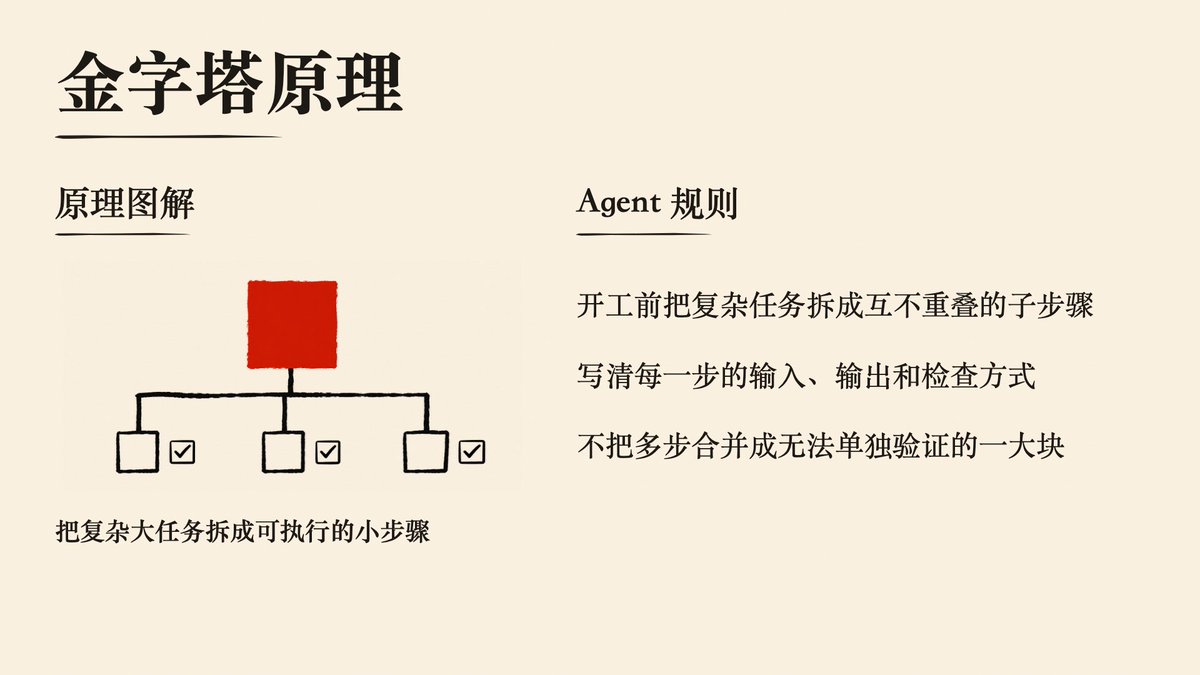 金字塔原理
原理图解
把复杂大任务拆成可执行的小步骤
Agent 规则
开工前把复杂任务拆成互不重叠的子步骤
写清每一步的输入、输出和检查方式
不把多步合并成无法单独验证的一大块